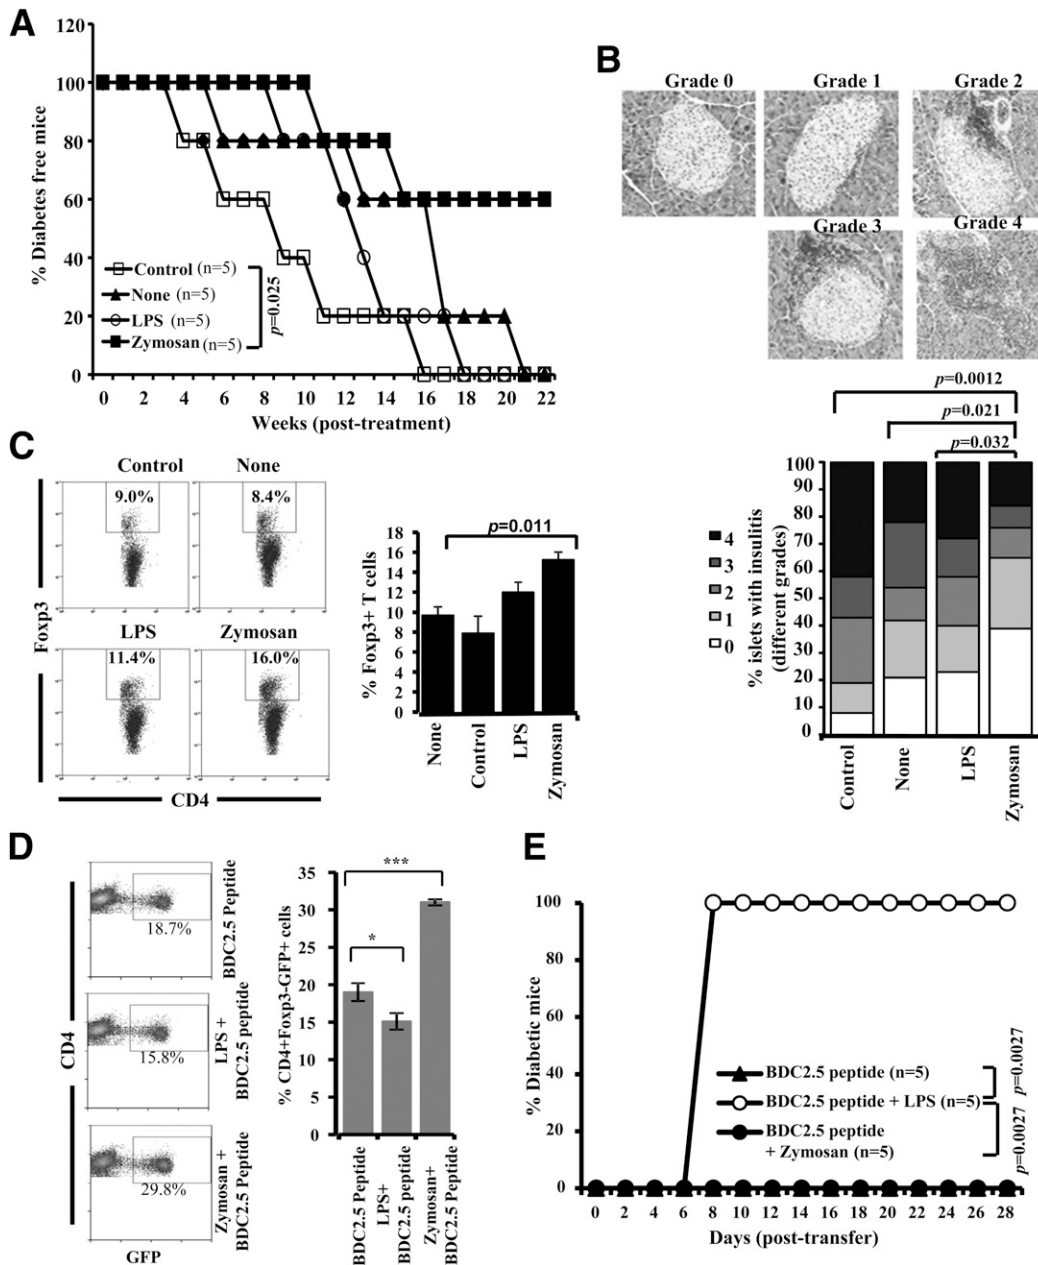 A
120
100
80
60
40
20
0
% Diabetes free mice
Control (n=5)
None (n=5)
LPS (n=5)
Zymosan (n=5)
p=0.025
0 2 4 6 8 10 12 14 16 18 20 22
Weeks (post-treatment)
B
Grade 0 Grade 1 Grade 2
Grade 3 Grade 4
p=0.0012
p=0.021
p=0.032
100
90
80
70
60
50
40
30
20
10
0
% islets with insulitis
(different grades)
4
3
2
1
0
Control None LPS Zymosan
C
Control None
9.0% 8.4%
LPS Zymosan
11.4% 16.0%
Foxp3
CD4
p=0.011
18
16
14
12
10
8
6
4
2
0
% Foxp3+ T cells
None Control LPS Zymosan
D
18.7%
BDC2.5 Peptide
15.8%
LPS +
BDC2.5 peptide
29.8%
Zymosan +
BDC2.5 Peptide
CD4
GFP
***
*
35
30
25
20
15
10
5
0
% CD4+Foxp3-GFP+ cells
BDC2.5 Peptide
LPS+
BDC2.5 peptide
Zymosan+
BDC2.5 Peptide
E
100
80
60
40
20
0
% Diabetic mice
BDC2.5 peptide (n=5)
BDC2.5 peptide + LPS (n=5)
BDC2.5 peptide
+ Zymosan (n=5)
p=0.0027
p=0.0027
0 2 4 6 8 10 12 14 16 18 20 22 24 26 28
Days (post-transfer)